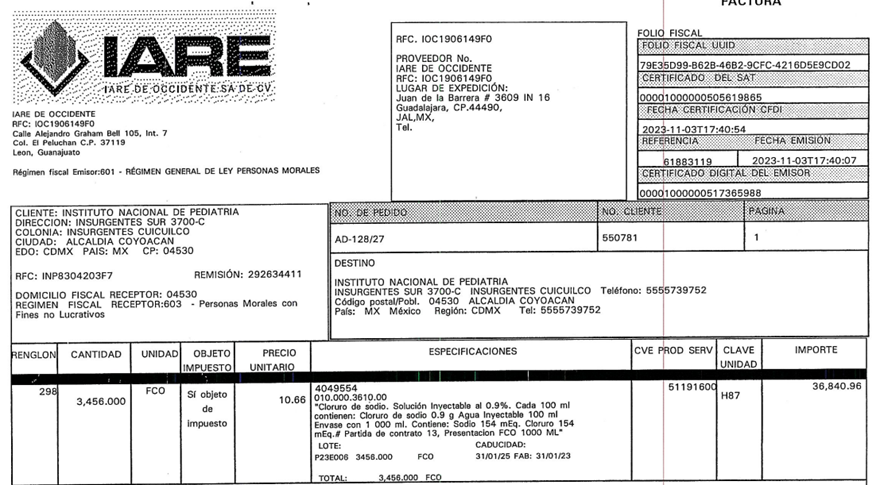 FACTURA
IARE
IARE DE OCCIDENTE SA DE CV
IARE DE OCCIDENTE
RFC: IOC1906149F0
Calle Alejandro Graham Bell 105, Int. 7
Col. El Peluchan C.P. 37119
Leon, Guanajuato
Régimen fiscal Emisor:601 - RÉGIMEN GENERAL DE LEY PERSONAS MORALES
RFC. IOC1906149F0
PROVEEDOR No.
IARE DE OCCIDENTE
RFC: IOC1906149F0
LUGAR DE EXPEDICIÓN:
Juan de la Barrera # 3609 IN 16
Guadalajara, CP.44490,
JAL,MX,
Tel.
FOLIO FISCAL
FOLIO FISCAL UUID
79E35D99-B62B-46B2-9CFC-4216D5E9CD02
CERTIFICADO DEL SAT
00001000000505619865
FECHA CERTIFICACIÓN CFDI
2023-11-03T17:40:54
REFERENCIA FECHA EMISIÓN
61883119 2023-11-03T17:40:07
CERTIFICADO DIGITAL DEL EMISOR
00001000000517365988
CLIENTE: INSTITUTO NACIONAL DE PEDIATRIA
DIRECCION: INSURGENTES SUR 3700-C
COLONIA: INSURGENTES CUICUILCO
CIUDAD: ALCALDIA COYOACAN
EDO: CDMX PAIS: MX CP: 04530
RFC: INP8304203F7 REMISIÓN: 292634411
DOMICILIO FISCAL RECEPTOR: 04530
REGIMEN FISCAL RECEPTOR:603 - Personas Morales con
Fines no Lucrativos
NO. DE PEDIDO NO. CLIENTE PAGINA
AD-128/27 550781 1
DESTINO
INSTITUTO NACIONAL DE PEDIATRIA
INSURGENTES SUR 3700-C INSURGENTES CUICUILCO Teléfono: 5555739752
Código postal/Pobl. 04530 ALCALDIA COYOACAN
País: MX México Región: CDMX Tel: 5555739752
RENGLON CANTIDAD UNIDAD OBJETO IMPUESTO PRECIO UNITARIO ESPECIFICACIONES CVE PROD SERV CLAVE UNIDAD IMPORTE
298 3,456.000 FCO Sí objeto de impuesto 10.66 4049554 51191600 H87 36,840.96
010.000.3610.00
"Cloruro de sodio. Solución Inyectable al 0.9%. Cada 100 ml
contienen: Cloruro de sodio 0.9 g Agua Inyectable 100 ml
Envase con 1 000 ml. Contiene: Sodio 154 mEq. Cloruro 154
mEq.# Partida de contrato 13, Presentacion FCO 1000 ML"
LOTE: CADUCIDAD:
P23E006 3456.000 FCO 31/01/25 FAB: 31/01/23
TOTAL: 3,456.000 FCO